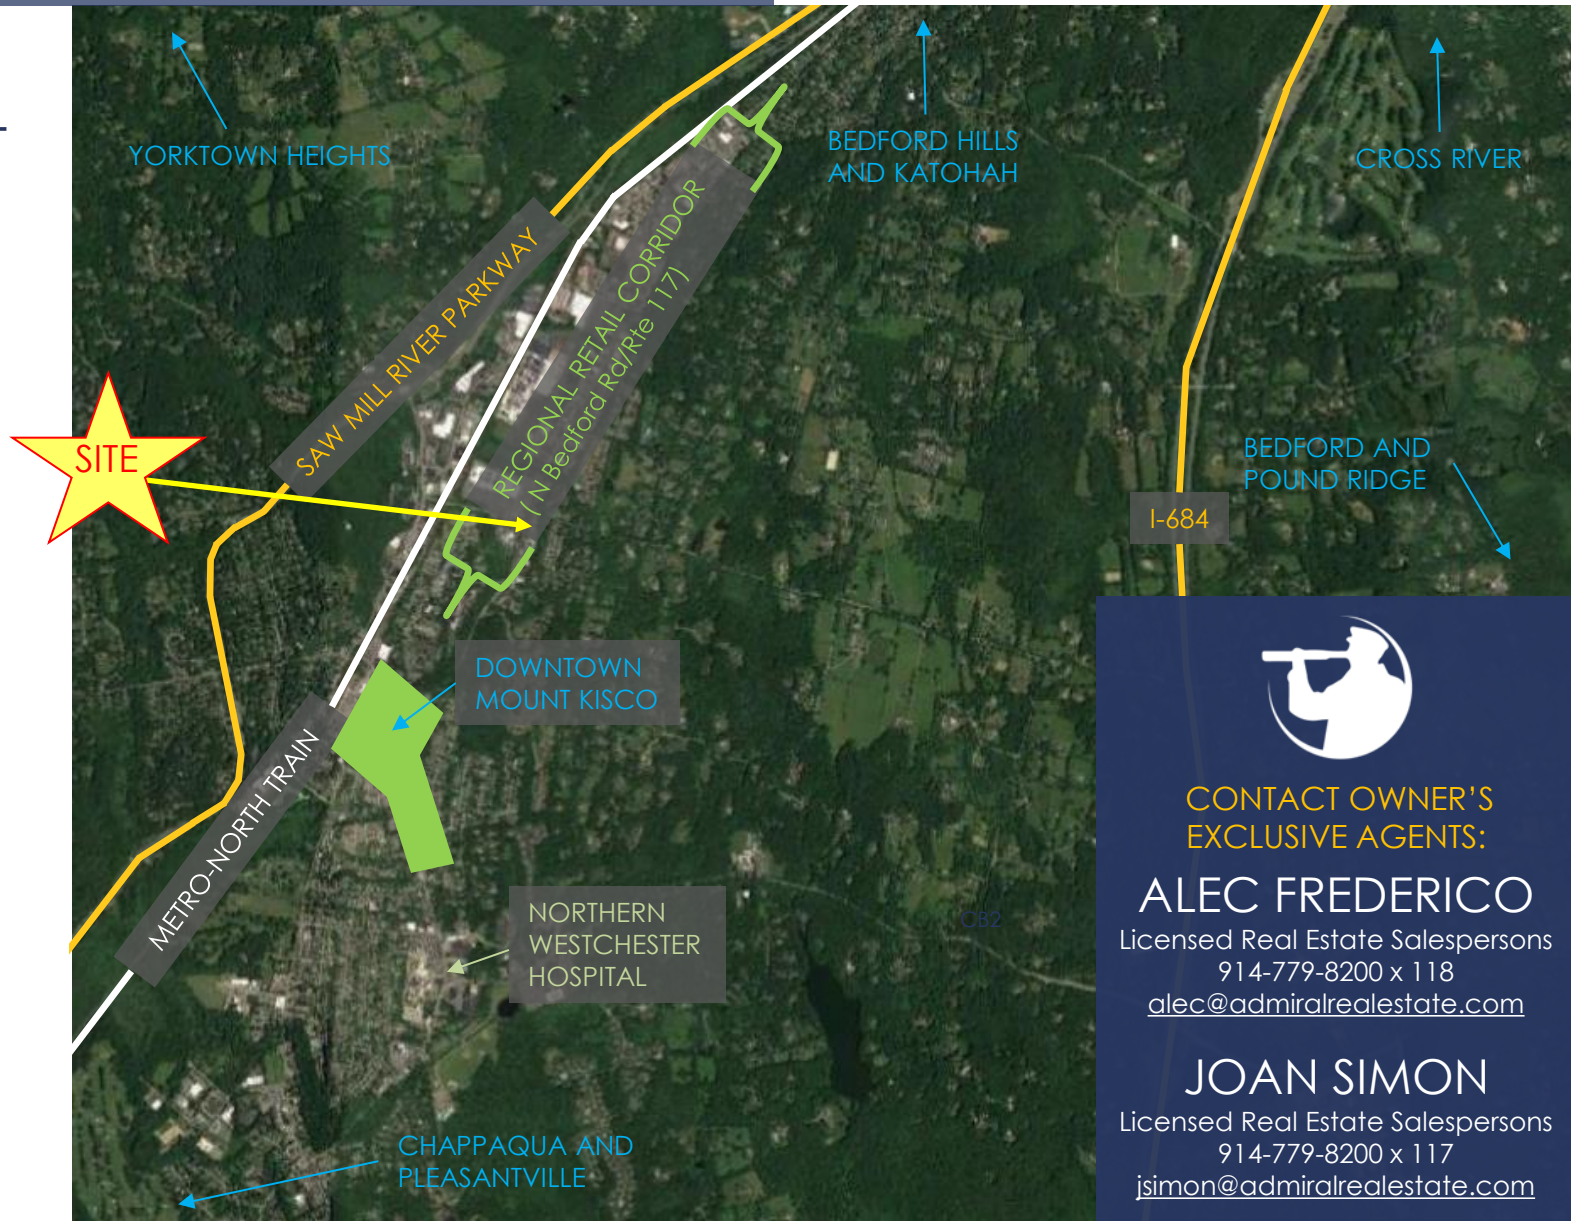 YORKTOWN HEIGHTS
BEDFORD HILLS
AND KATOHAH
CROSS RIVER
SAW MILL RIVER PARKWAY
REGIONAL RETAIL CORRIDOR
(N Bedford Rd/Rte 117)
SITE
BEDFORD AND
POUND RIDGE
I-684
DOWNTOWN
MOUNT KISCO
METRO-NORTH TRAIN
NORTHERN
WESTCHESTER
HOSPITAL
CB2
CHAPPAQUA AND
PLEASANTVILLE
CONTACT OWNER’S
EXCLUSIVE AGENTS:
ALEC FREDERICO
Licensed Real Estate Salespersons
914-779-8200 x 118
alec@admiralrealestate.com
JOAN SIMON
Licensed Real Estate Salespersons
914-779-8200 x 117
jsimon@admiralrealestate.com